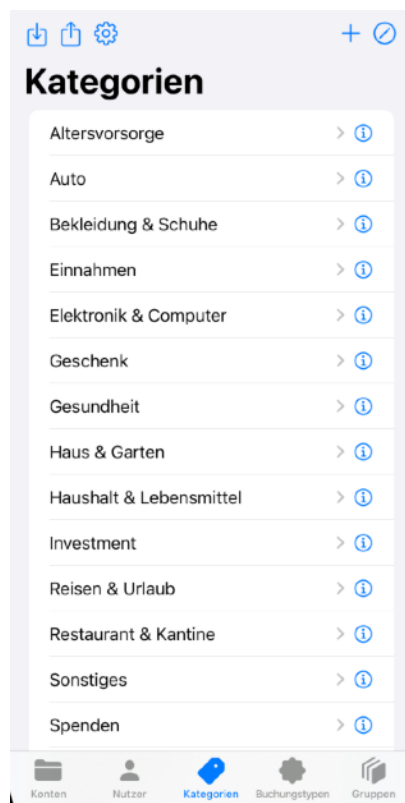 Kategorien
Altersvorsorge
Auto
Bekleidung & Schuhe
Einnahmen
Elektronik & Computer
Geschenk
Gesundheit
Haus & Garten
Haushalt & Lebensmittel
Investment
Reisen & Urlaub
Restaurant & Kantine
Sonstiges
Spenden
Konten Nutzer Kategorien Buchungstypen Gruppen